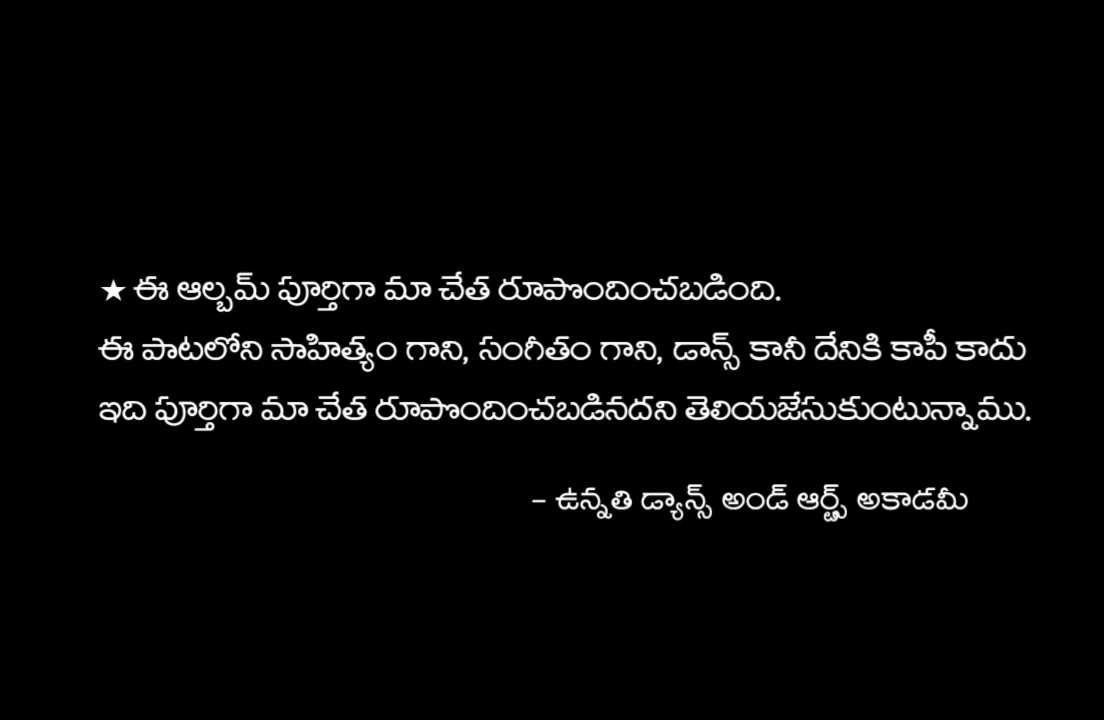 ★ ఈ ఆల్బమ్ పూర్తిగా మా చేత రూపొందించబడింది.
ఈ పాటలోని సాహిత్యం గాని, సంగీతం గాని, డాన్స్ కానీ దేనికి కాపీ కాదు
ఇది పూర్తిగా మా చేత రూపొందించబడినదని తెలియజేసుకుంటున్నాము.
- ఉన్నతి డ్యాన్స్ అండ్ ఆర్ట్స్ అకాడమీ